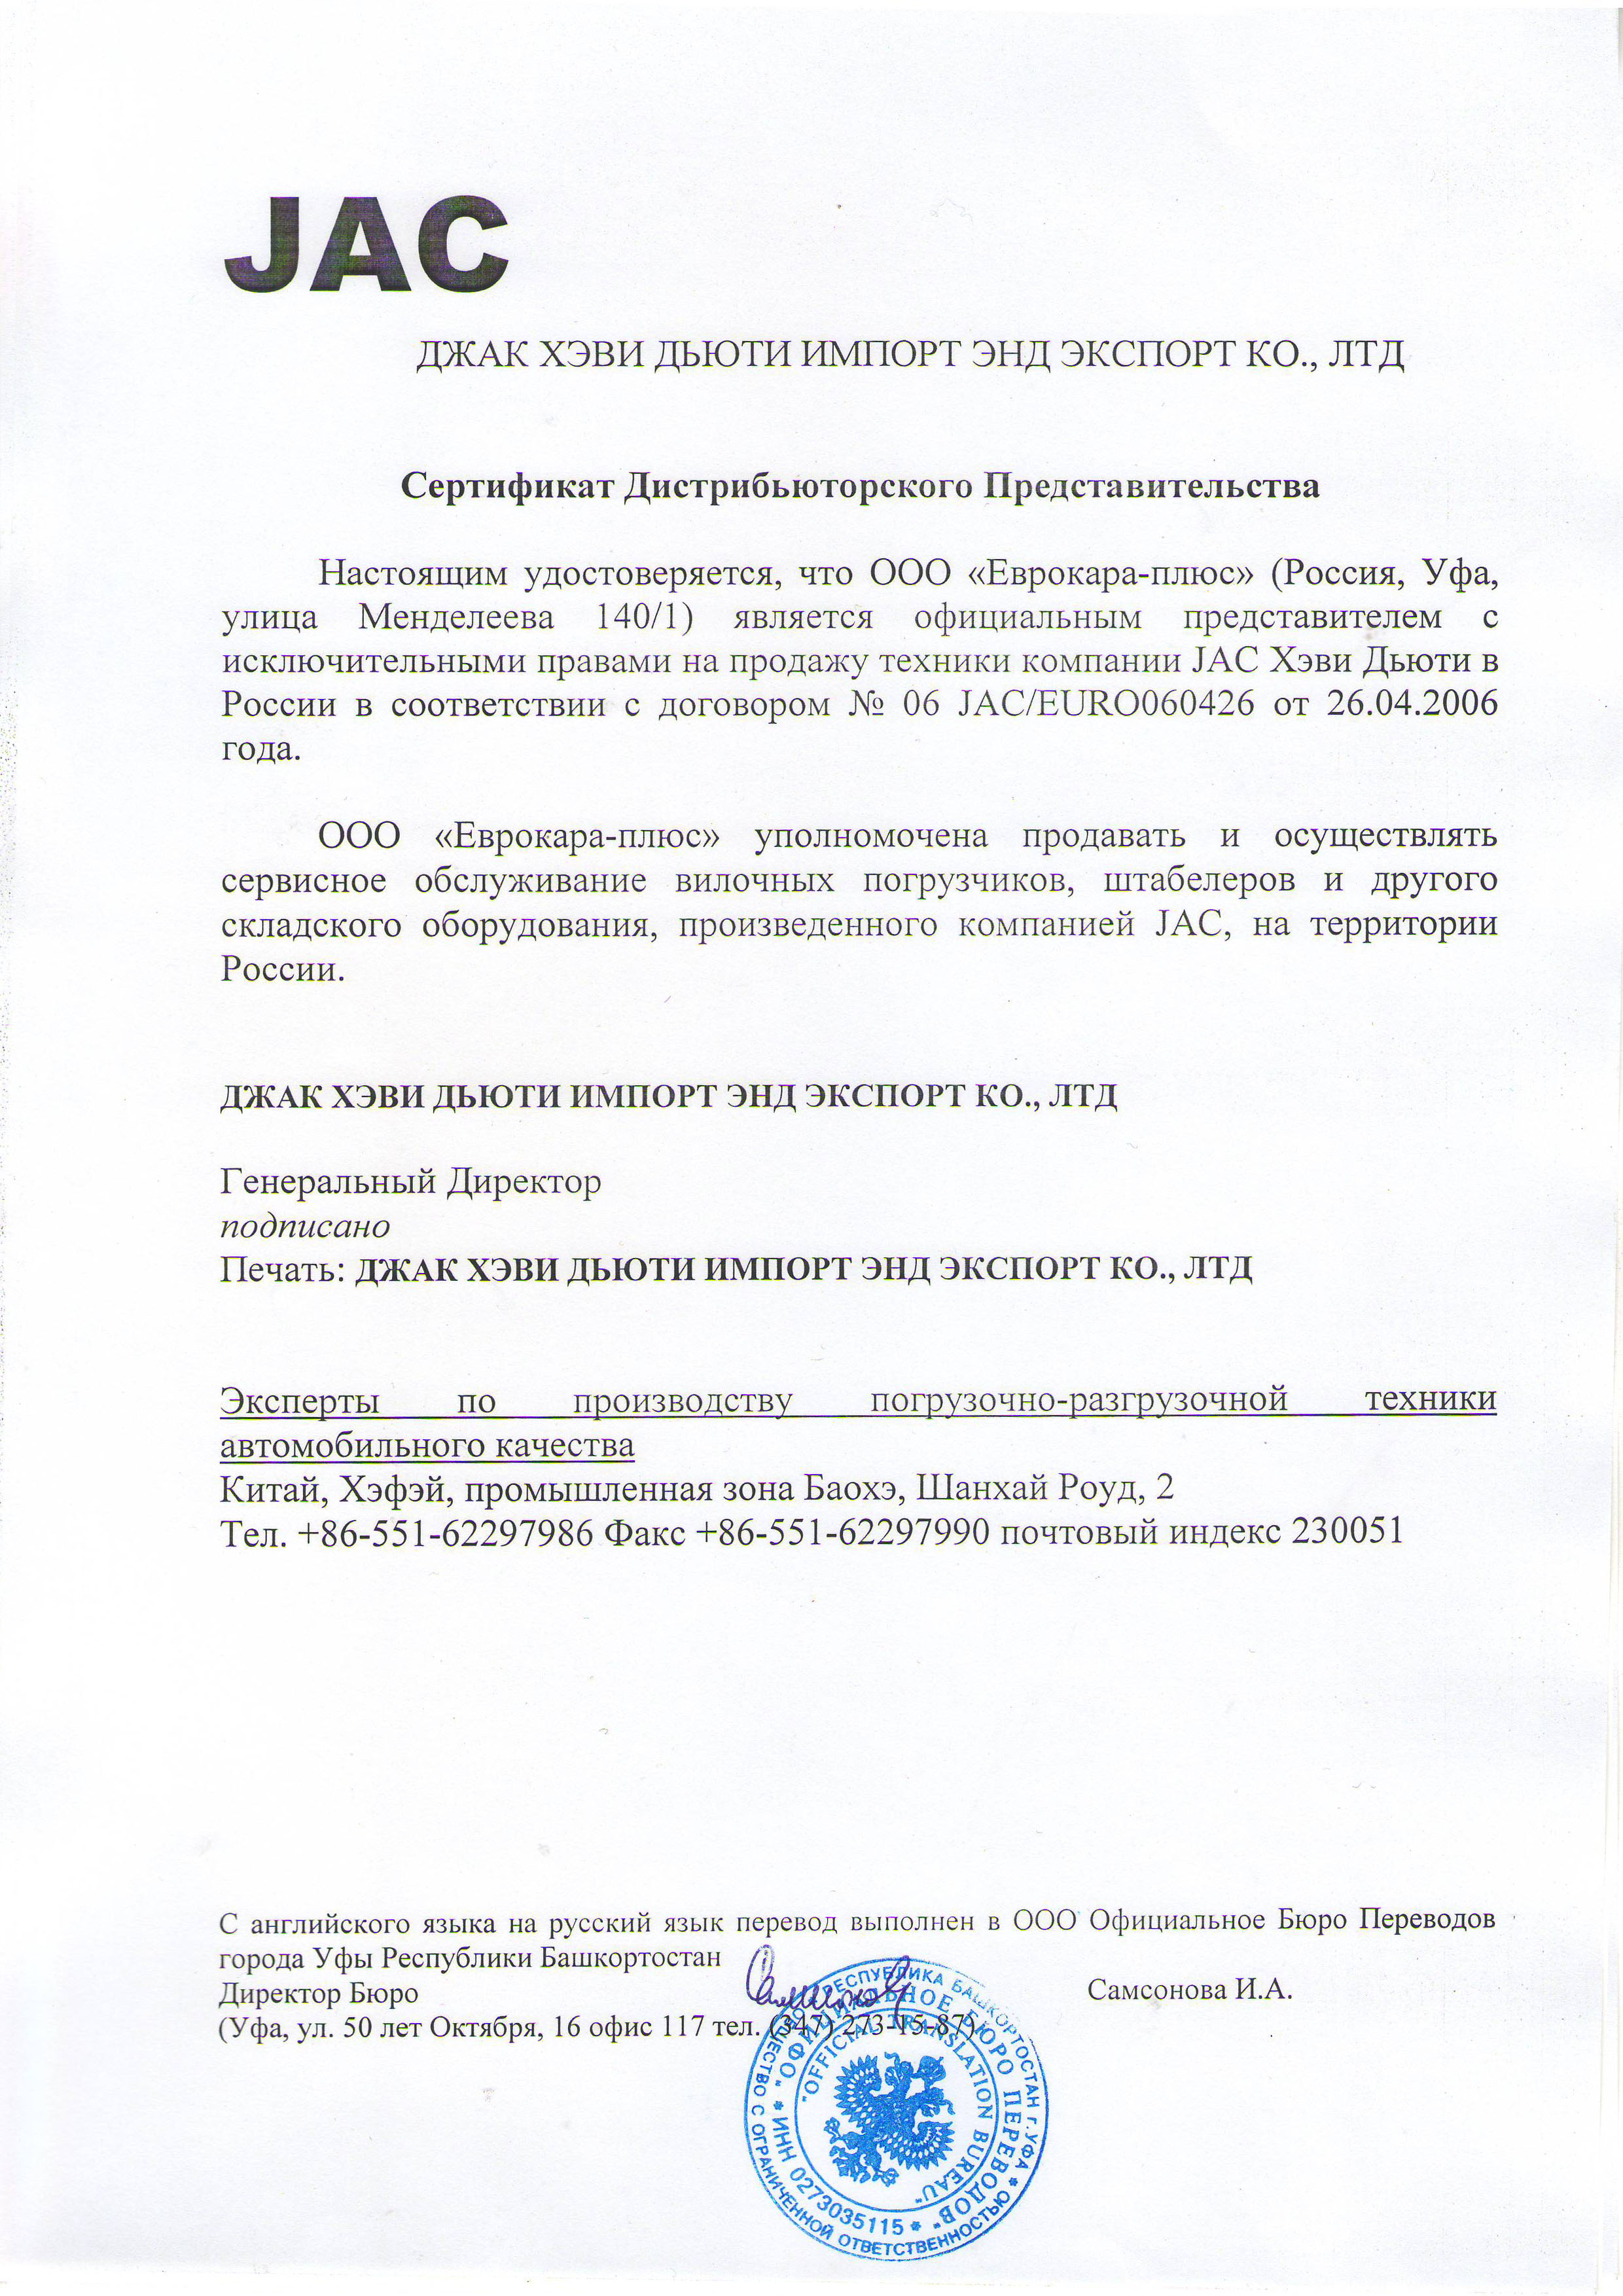 JAC
ДЖАК ХЭВИ ДЬЮТИ ИМПОРТ ЭНД ЭКСПОРТ КО., ЛТД
Сертификат Дистрибьюторского Представительства
Настоящим удостоверяется, что ООО «Еврокара-плюс» (Россия, Уфа,
улица Менделеева 140/1) является официальным представителем с
исключительными правами на продажу техники компании JAC Хэви Дьюти в
России в соответствии с договором № 06 JAC/EURO060426 от 26.04.2006
года.
ООО «Еврокара-плюс» уполномочена продавать и осуществлять
сервисное обслуживание вилочных погрузчиков, штабелеров и другого
складского оборудования, произведенного компанией JAC, на территории
России.
ДЖАК ХЭВИ ДЬЮТИ ИМПОРТ ЭНД ЭКСПОРТ КО., ЛТД
Генеральный Директор
подписано
Печать: ДЖАК ХЭВИ ДЬЮТИ ИМПОРТ ЭНД ЭКСПОРТ КО., ЛТД
Эксперты по производству погрузочно-разгрузочной техники
автомобильного качества
Китай, Хэфэй, промышленная зона Баохэ, Шанхай Роуд, 2
Тел. +86-551-62297986 Факс +86-551-62297990 почтовый индекс 230051
С английского языка на русский язык перевод выполнен в ООО Официальное Бюро Переводов
города Уфы Республики Башкортостан
Директор Бюро Самсонова И.А.
(Уфа, ул. 50 лет Октября, 16 офис 117 тел. (347) 273-15-87)
РЕСПУБЛИКА БАШКОРТОСТАН г.УФА * ОБЩЕСТВО С ОГРАНИЧЕННОЙ ОТВЕТСТВЕННОСТЬЮ *
"ОФИЦИАЛЬНОЕ БЮРО ПЕРЕВОДОВ" * ИНН 0273035115 *
"OFFICIAL TRANSLATION BUREAU"